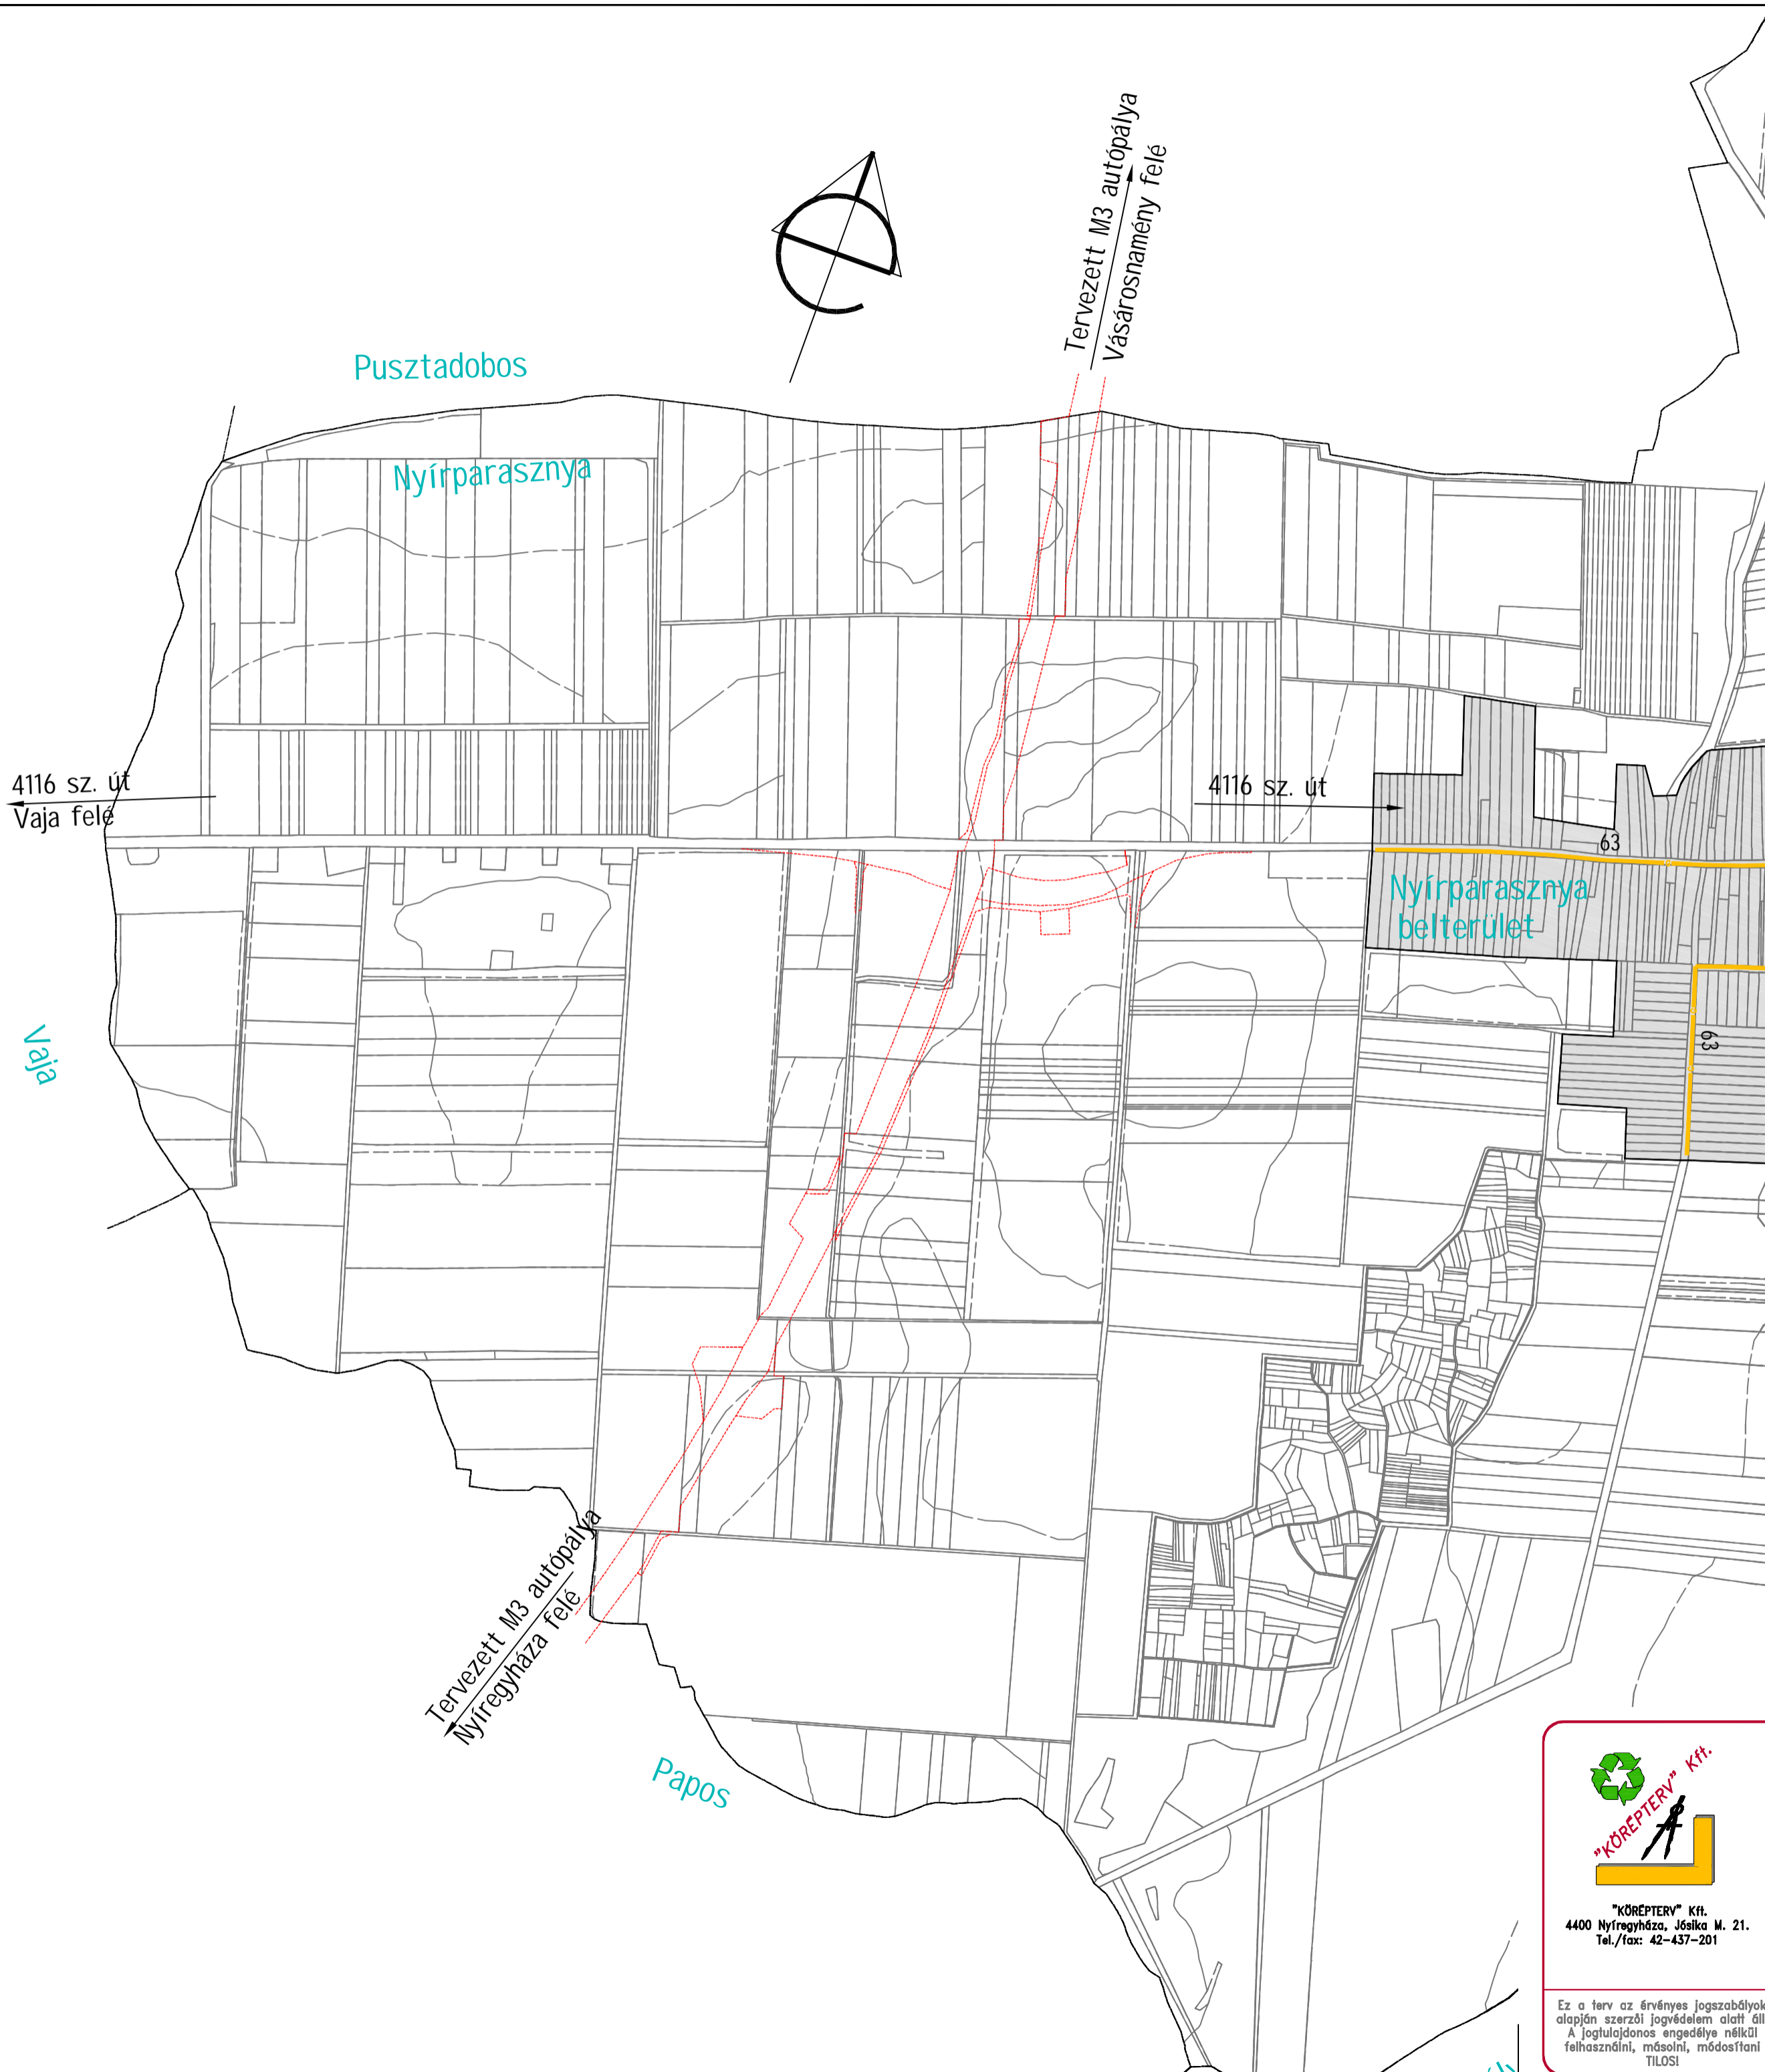 Tervezett M3 autópálya
Vásárosnamény felé
Pusztadobos
Nyírparasznya
4116 sz. út
Vaja felé
4116 sz. út
63
Nyírparasznya
belterület
63
Vaja
Tervezett M3 autópálya
Nyíregyháza felé
Papos
"KÖRÉPTERV" Kft.
"KÖRÉPTERV" Kft.
4400 Nyíregyháza, Jósika M. 21.
Tel./fax: 42-437-201
Ez a terv az érvényes jogszabályok
alapján szerzői jogvédelem alatt áll
A jogtulajdonos engedélye nélkül
felhasználni, másolni, módosítani
TILOS!